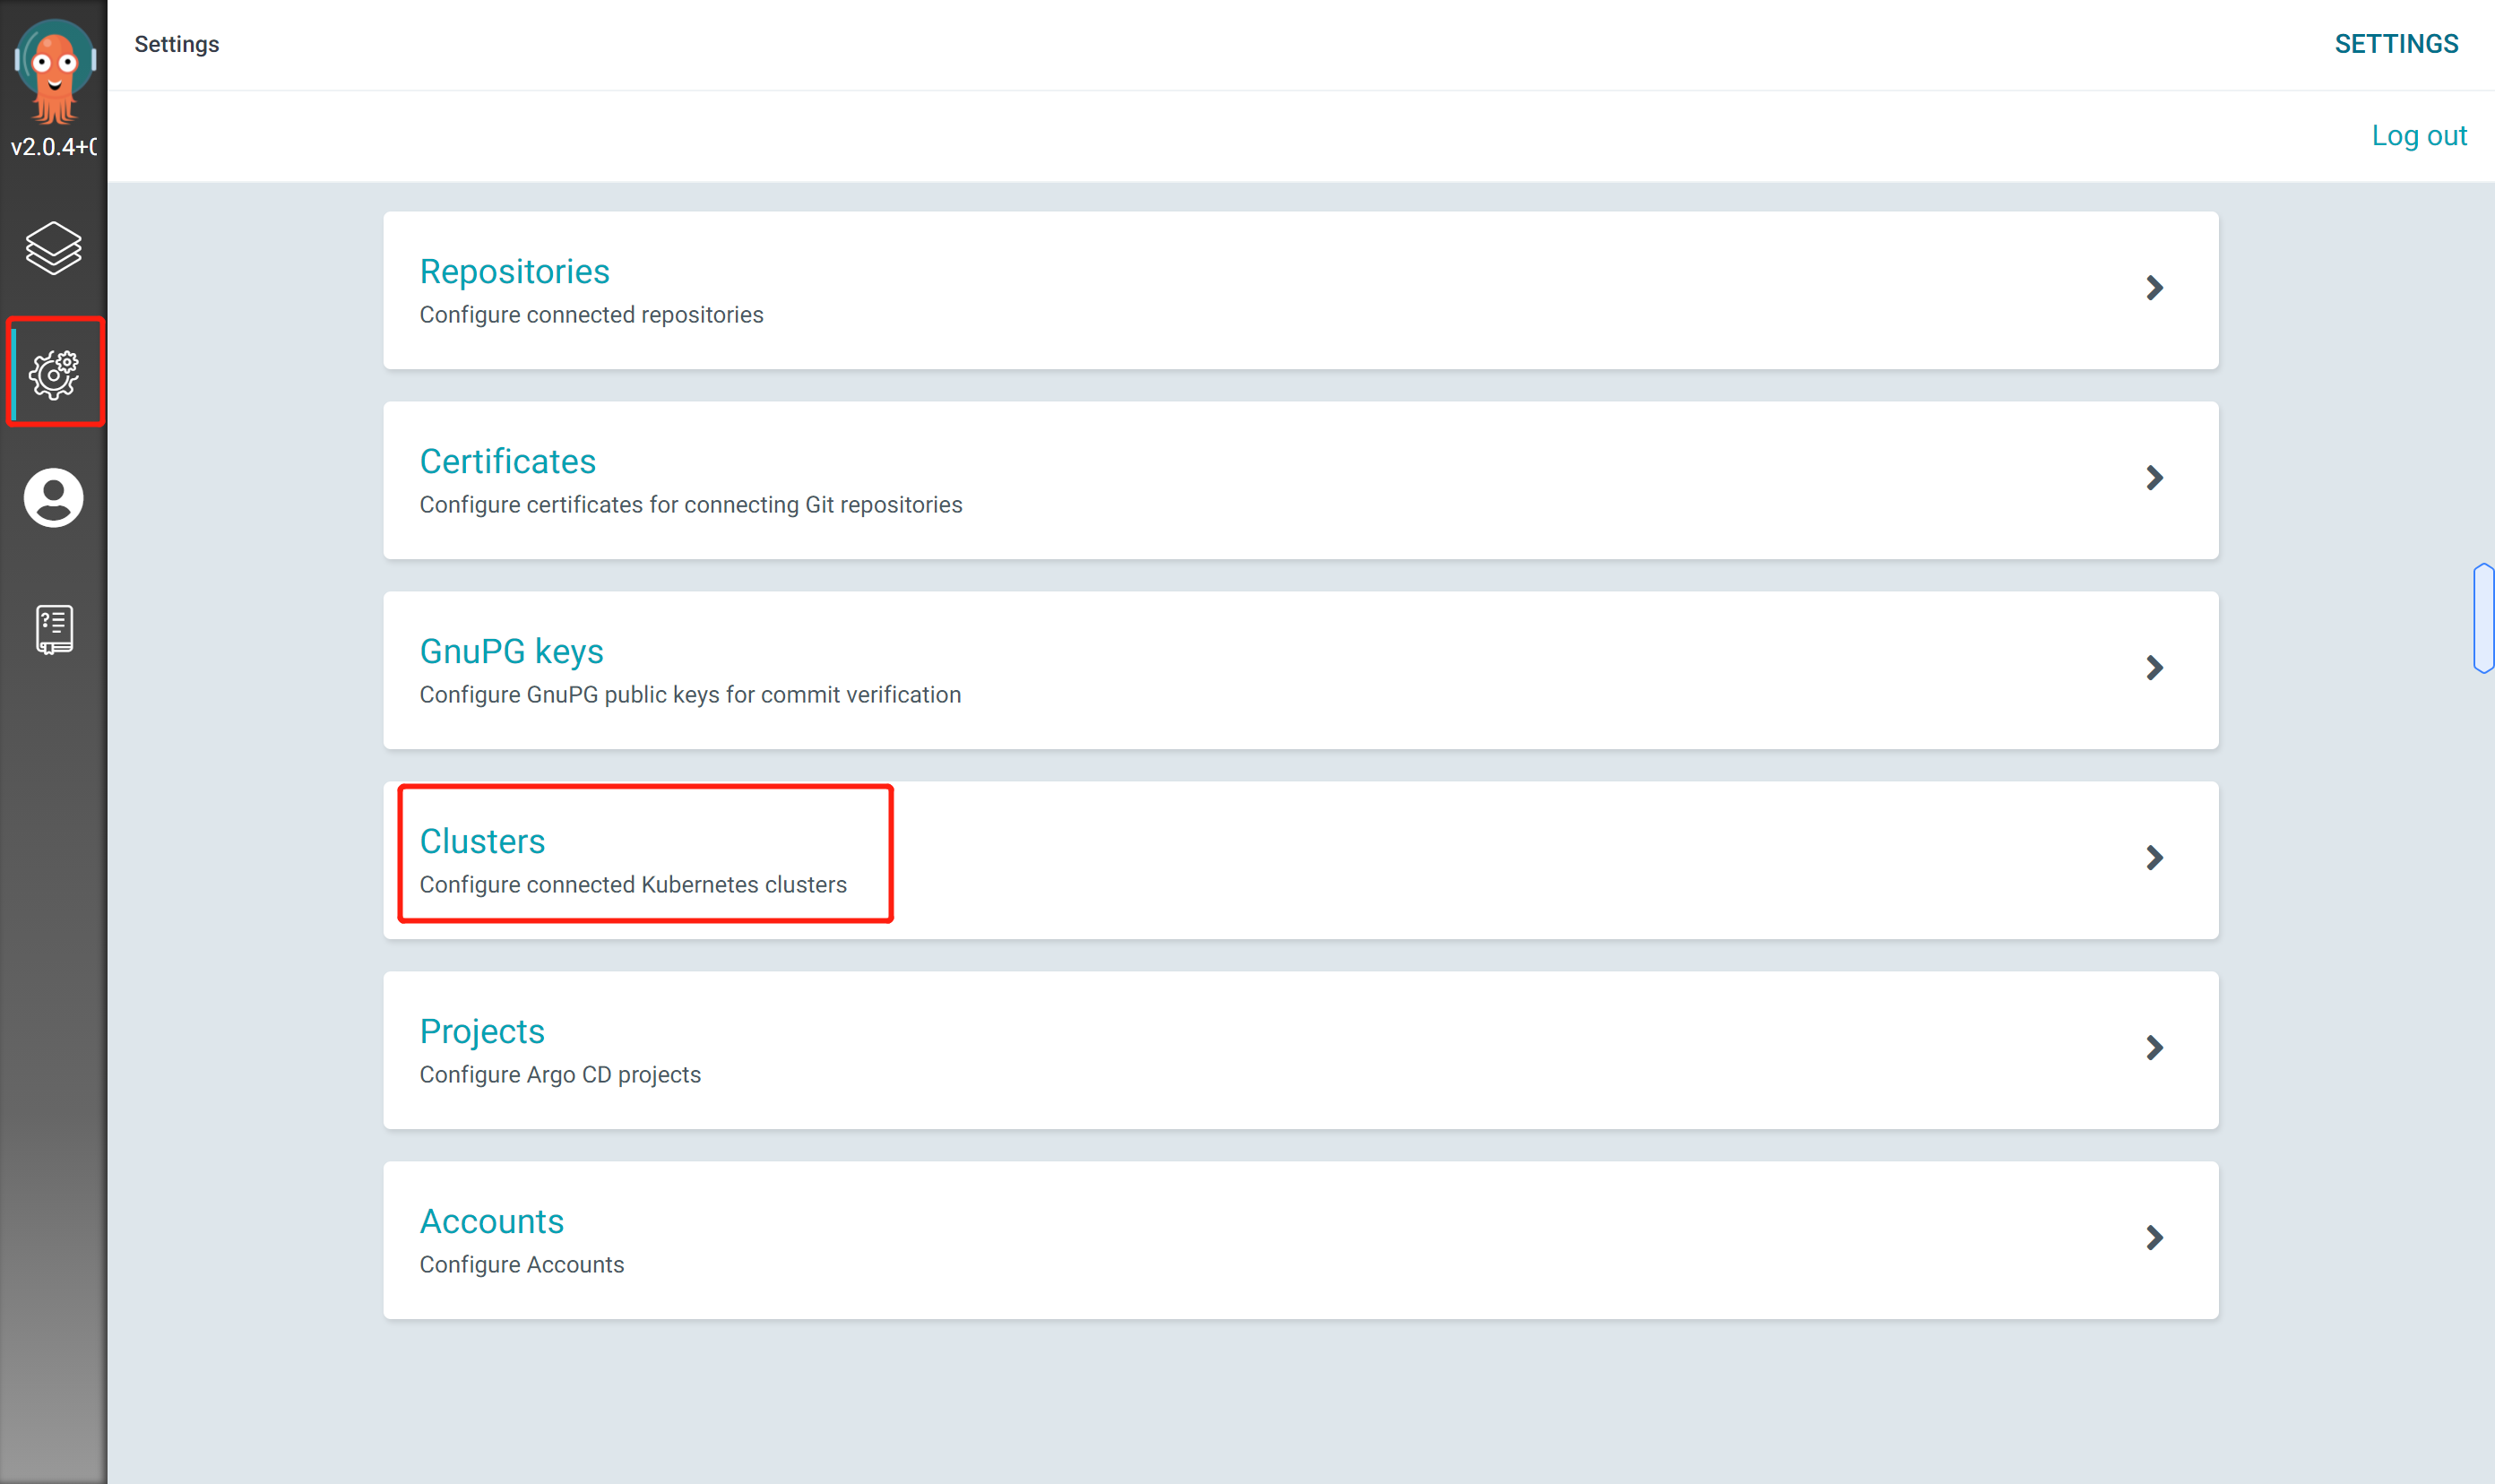 Settings
SETTINGS
v2.0.4+
Log out
Repositories
Configure connected repositories
Certificates
Configure certificates for connecting Git repositories
GnuPG keys
Configure GnuPG public keys for commit verification
Clusters
Configure connected Kubernetes clusters
Projects
Configure Argo CD projects
Accounts
Configure Accounts